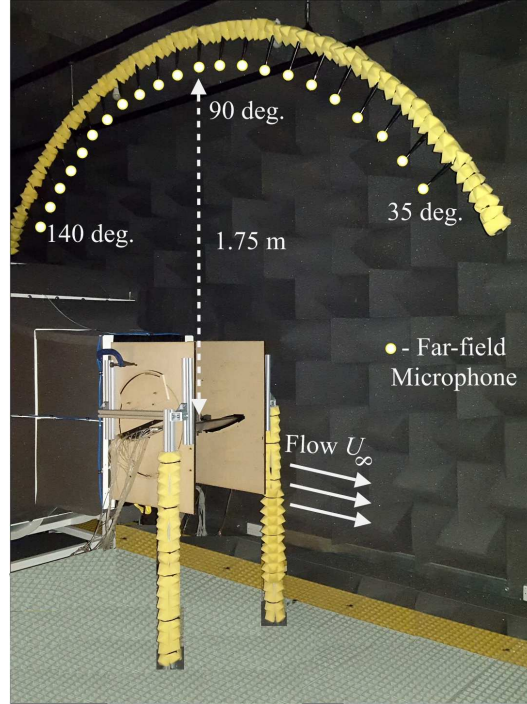 90 deg.
140 deg.
35 deg.
1.75 m
- Far-field
Microphone
Flow U∞